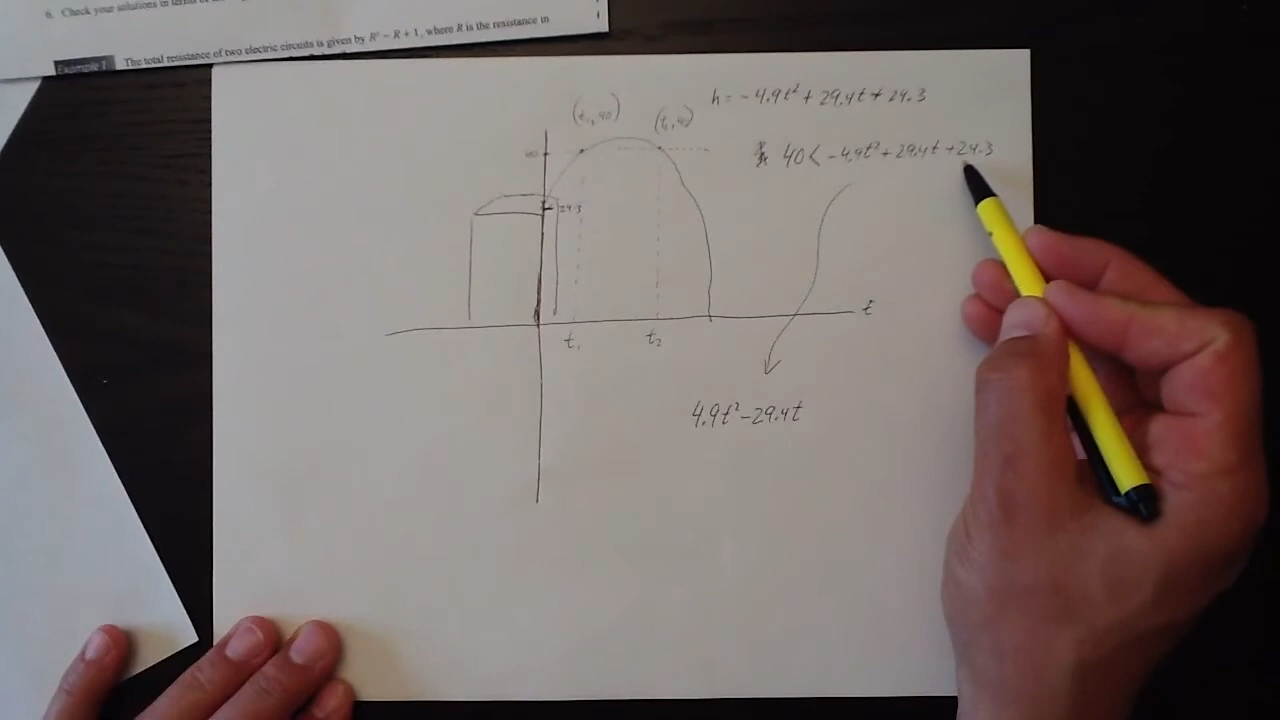 6. Check your solutions in terms of
Example 1 The total resistance of two electric circuits is given by R² − R + 1, where R is the resistance in
h = -4.9t² + 29.4t + 24.3
40 < -4.9t² + 29.4t + 24.3
(t₁, 40)
(t₂, 40)
40
24.3
t
t₁ t₂
4.9t² - 29.4t